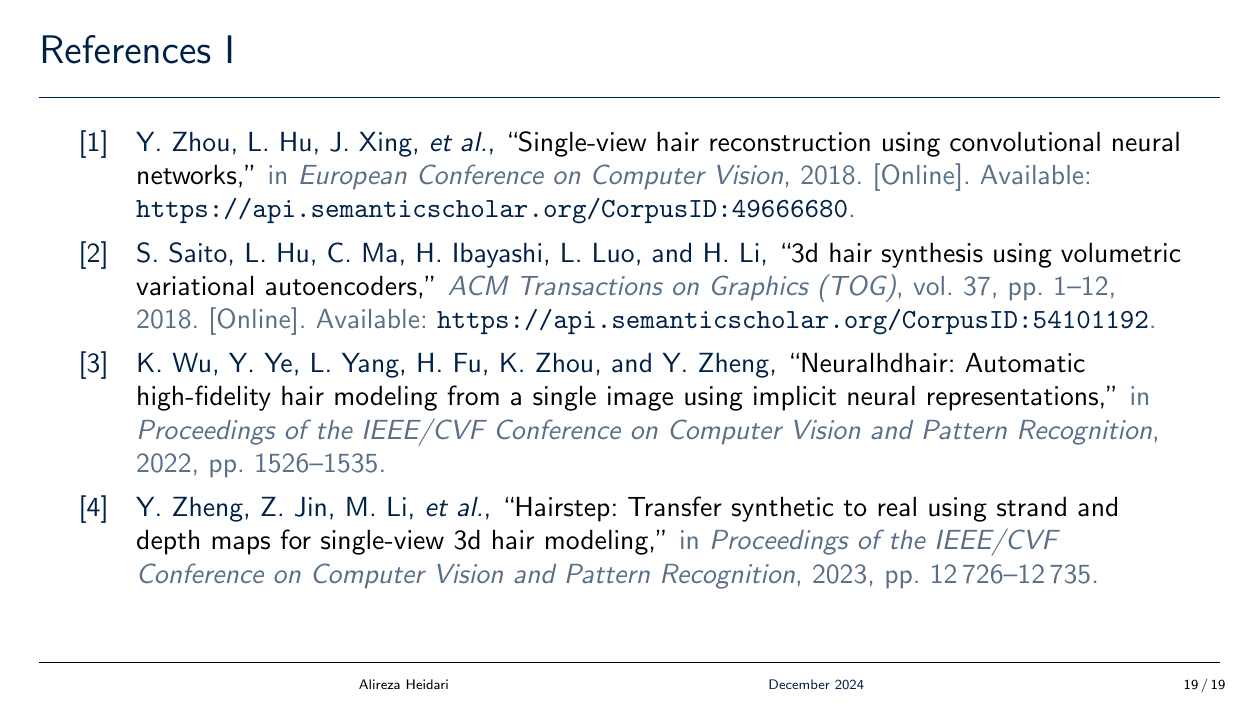 References I
[1] Y. Zhou, L. Hu, J. Xing, et al., “Single-view hair reconstruction using convolutional neural
networks,” in European Conference on Computer Vision, 2018. [Online]. Available:
https://api.semanticscholar.org/CorpusID:49666680.
[2] S. Saito, L. Hu, C. Ma, H. Ibayashi, L. Luo, and H. Li, “3d hair synthesis using volumetric
variational autoencoders,” ACM Transactions on Graphics (TOG), vol. 37, pp. 1–12,
2018. [Online]. Available: https://api.semanticscholar.org/CorpusID:54101192.
[3] K. Wu, Y. Ye, L. Yang, H. Fu, K. Zhou, and Y. Zheng, “Neuralhdhair: Automatic
high-fidelity hair modeling from a single image using implicit neural representations,” in
Proceedings of the IEEE/CVF Conference on Computer Vision and Pattern Recognition,
2022, pp. 1526–1535.
[4] Y. Zheng, Z. Jin, M. Li, et al., “Hairstep: Transfer synthetic to real using strand and
depth maps for single-view 3d hair modeling,” in Proceedings of the IEEE/CVF
Conference on Computer Vision and Pattern Recognition, 2023, pp. 12 726–12 735.
Alireza Heidari December 2024 19 / 19